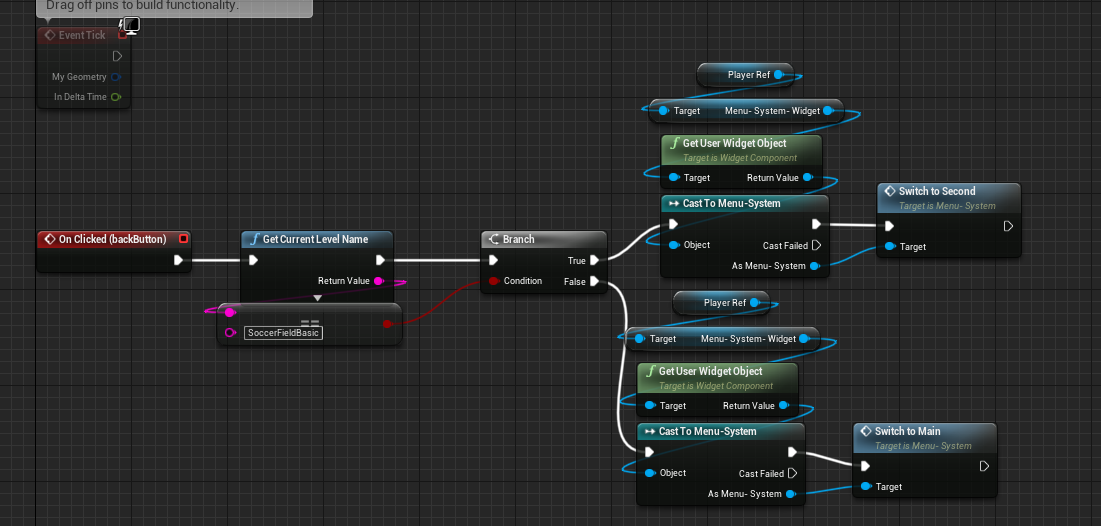 Drag off pins to build functionality.
Event Tick
My Geometry
In Delta Time
On Clicked (backButton)
Get Current Level Name
Return Value
==
SoccerFieldBasic
Branch
True
Condition
False
Player Ref
Target Menu- System- Widget
Get User Widget Object
Target is Widget Component
Target Return Value
Cast To Menu-System
Object Cast Failed
As Menu- System
Switch to Second
Target is Menu- System
Target
Player Ref
Target Menu- System- Widget
Get User Widget Object
Target is Widget Component
Target Return Value
Cast To Menu-System
Object Cast Failed
As Menu- System
Switch to Main
Target is Menu- System
Target